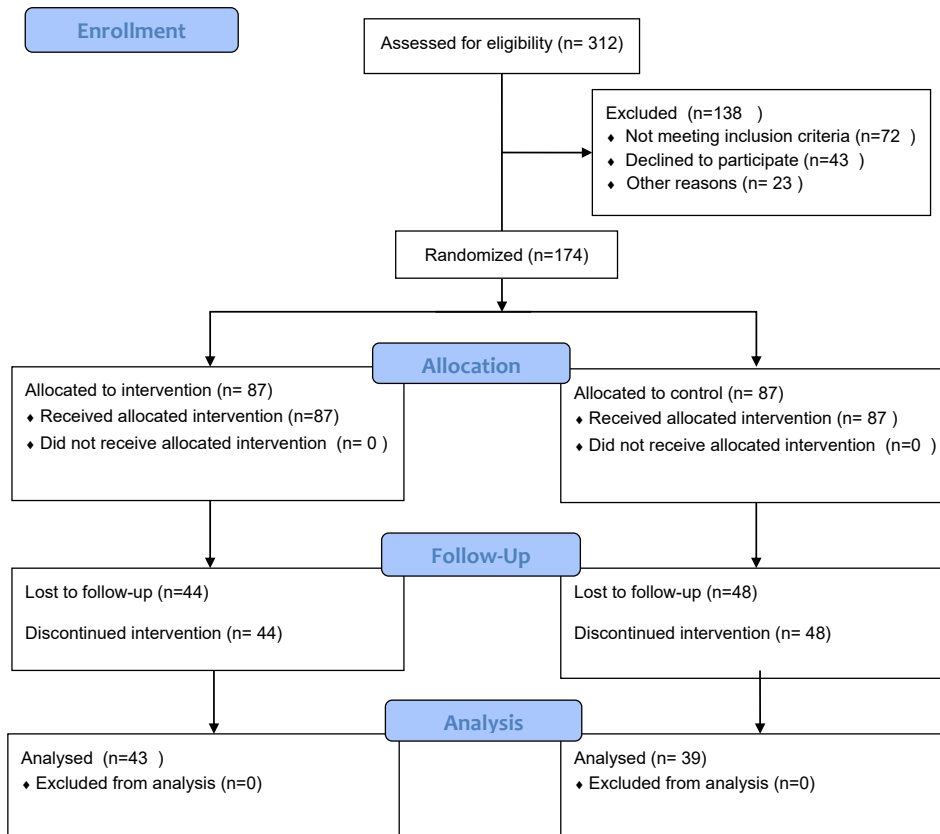 Enrollment
Assessed for eligibility (n= 312)
Excluded (n=138 )
♦ Not meeting inclusion criteria (n=72 )
♦ Declined to participate (n=43 )
♦ Other reasons (n= 23 )
Randomized (n=174)
Allocation
Allocated to intervention (n= 87)
♦ Received allocated intervention (n=87)
♦ Did not receive allocated intervention (n= 0 )
Allocated to control (n= 87)
♦ Received allocated intervention (n= 87 )
♦ Did not receive allocated intervention (n=0 )
Follow-Up
Lost to follow-up (n=44)
Discontinued intervention (n= 44)
Lost to follow-up (n=48)
Discontinued intervention (n= 48)
Analysis
Analysed (n=43 )
♦ Excluded from analysis (n=0)
Analysed (n= 39)
♦ Excluded from analysis (n=0)